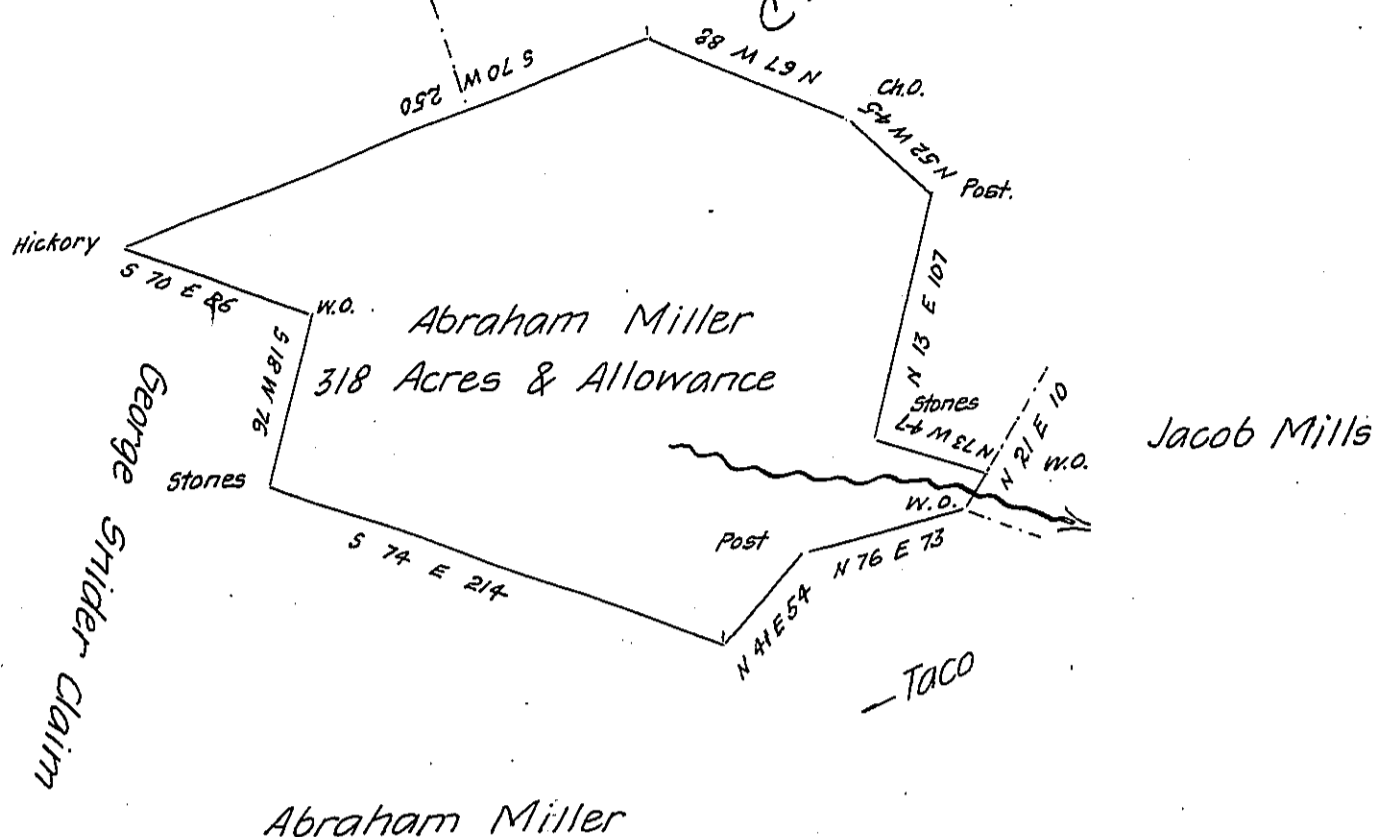 S 70 W 250
N 67 W 88
Ch.O.
N 52 W 45
Post.
Hickory
S 70 E 86
W.O.
Abraham Miller
318 Acres & Allowance
S 18 W 76
N 13 E 107
Stones
N 73 W 47
N 21 E 10
W.O.
Jacob Mills
George Snider Claim
Stones
W.O.
Post
N 76 E 73
S 74 E 214
N 41 E 54
Taco
Abraham Miller